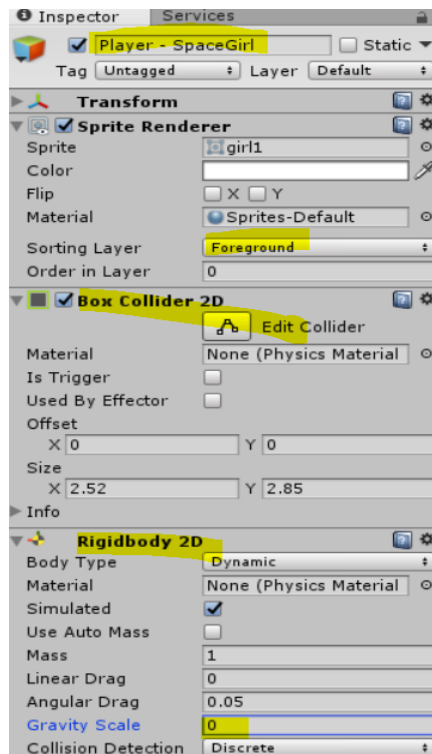 Inspector Services
Player - SpaceGirl Static
Tag Untagged Layer Default
Transform
Sprite Renderer
Sprite girl1
Color
Flip X Y
Material Sprites-Default
Sorting Layer Foreground
Order in Layer 0
Box Collider 2D
Edit Collider
Material None (Physics Material
Is Trigger
Used By Effector
Offset
X 0 Y 0
Size
X 2.52 Y 2.85
Info
Rigidbody 2D
Body Type Dynamic
Material None (Physics Material
Simulated
Use Auto Mass
Mass 1
Linear Drag 0
Angular Drag 0.05
Gravity Scale 0
Collision Detection Discrete